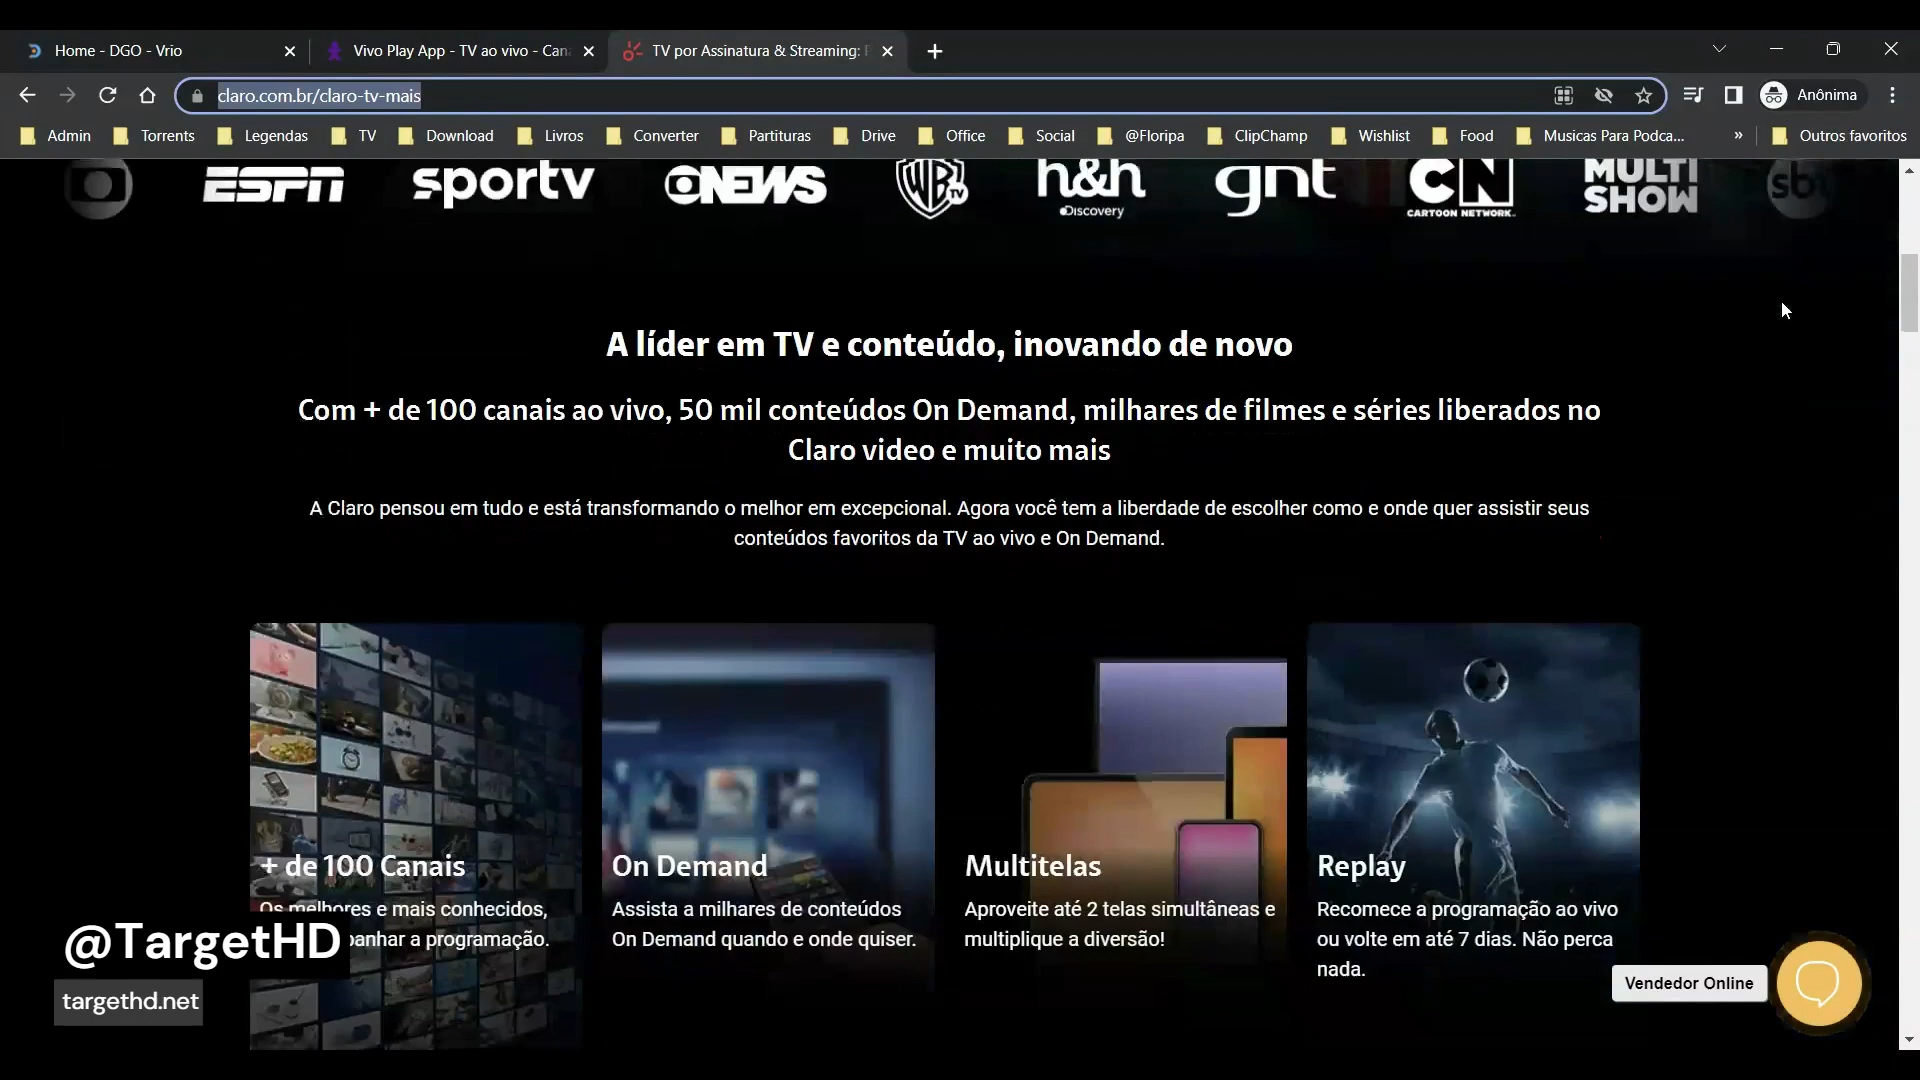 Home - DGO - Vrio
Vivo Play App - TV ao vivo - Can
TV por Assinatura & Streaming:
claro.com.br/claro-tv-mais
Anônima
Admin
Torrents
Legendas
TV
Download
Livros
Converter
Partituras
Drive
Office
Social
@Floripa
ClipChamp
Wishlist
Food
Musicas Para Podca...
»
Outros favoritos
ESPN
sportv
NEWS
WB TV
h&h
Discovery
gnt
CN
CARTOON NETWORK
MULTI
SHOW
sbt
A líder em TV e conteúdo, inovando de novo
Com + de 100 canais ao vivo, 50 mil conteúdos On Demand, milhares de filmes e séries liberados no
Claro video e muito mais
A Claro pensou em tudo e está transformando o melhor em excepcional. Agora você tem a liberdade de escolher como e onde quer assistir seus
conteúdos favoritos da TV ao vivo e On Demand.
+ de 100 Canais
Os melhores e mais conhecidos,
panhar a programação.
On Demand
Assista a milhares de conteúdos
On Demand quando e onde quiser.
Multitelas
Aproveite até 2 telas simultâneas e
multiplique a diversão!
Replay
Recomece a programação ao vivo
ou volte em até 7 dias. Não perca
nada.
@TargetHD
targethd.net
Vendedor Online